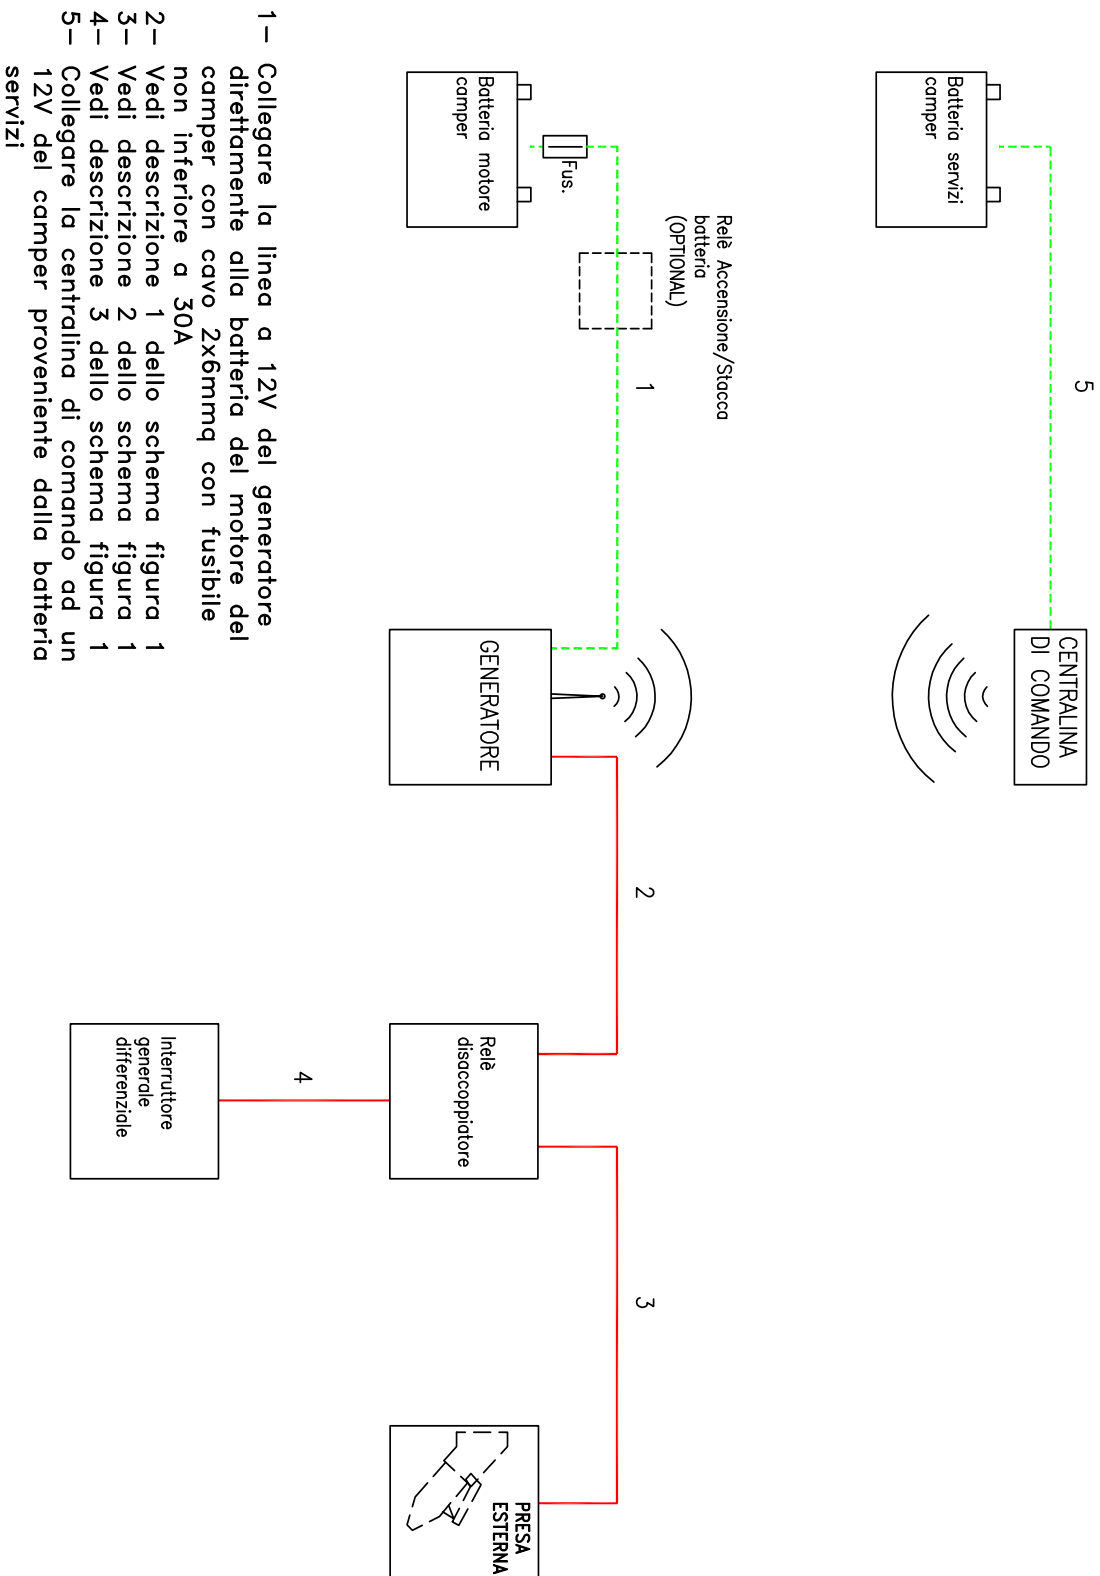 Batteria servizi
camper
5
CENTRALINA
DI COMANDO
Relè Accensione/Stacca
batteria
(OPTIONAL)
Batteria motore
camper
Fus.
1
GENERATORE
2
Relè
disaccoppiatore
3
PRESA
ESTERNA
4
Interruttore
generale
differenziale
1– Collegare la linea a 12V del generatore
direttamente alla batteria del motore del
camper con cavo 2x6mmq con fusibile
non inferiore a 30A
2– Vedi descrizione 1 dello schema figura 1
3– Vedi descrizione 2 dello schema figura 1
4– Vedi descrizione 3 dello schema figura 1
5– Collegare la centralina di comando ad un
12V del camper proveniente dalla batteria
servizi